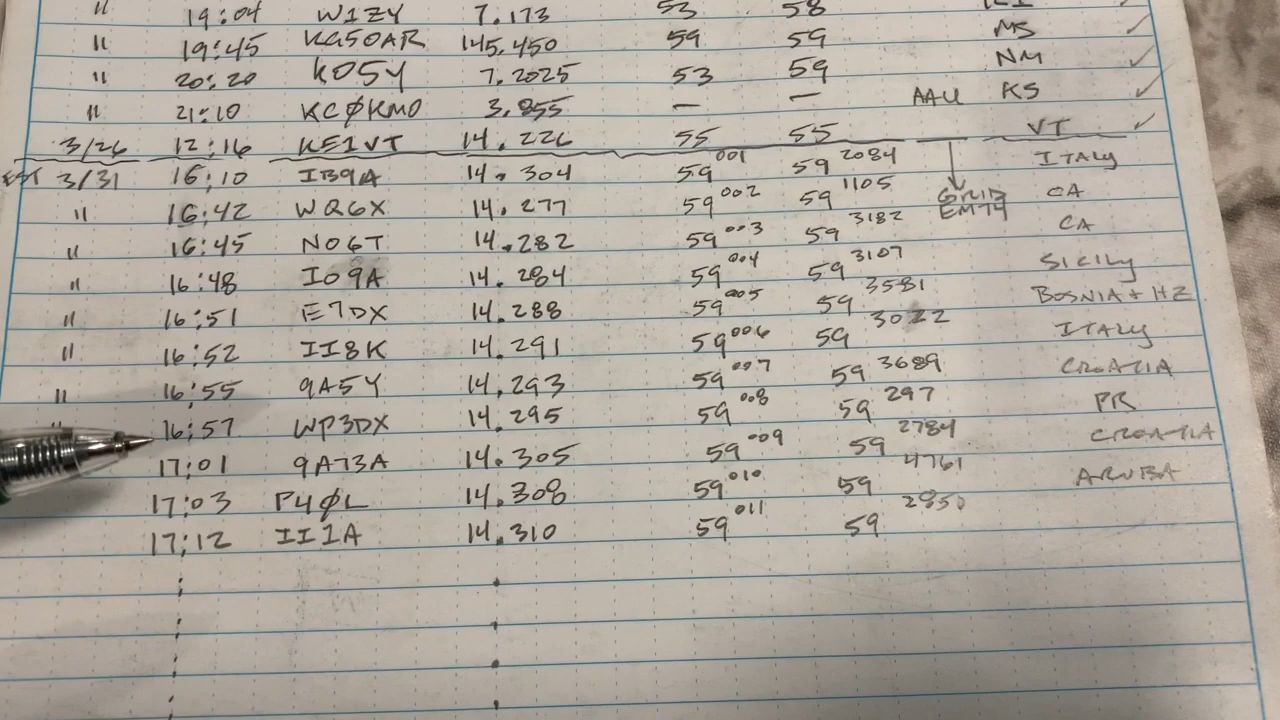 " 19:04 W1ZY 7.173 53 58
" 19:45 KG5OAR 145.450 59 59 MS ✓
" 20:20 KO5Y 7.2025 53 59 NM ✓
" 21:10 KCØKMO 3.855 — — AAU KS ✓
3/26 12:16 KE1VT 14.226 55 55 VT ✓
EST 3/31 16:10 IB9A 14.304 59 001 59 2084 ITALY
" 16:42 WQ6X 14.277 59 002 59 1105 GRID EM74 CA
" 16:45 NO6T 14.282 59 003 59 3182 CA
" 16:48 IO9A 14.284 59 004 59 3107 SICILY
" 16:51 E7DX 14.288 59 005 59 3581 BOSNIA + HZ
" 16:52 II8K 14.291 59 006 59 3022 ITALY
" 16:55 9A5Y 14.293 59 007 59 3689 CROATIA
" 16:57 WP3DX 14.295 59 008 59 297 PR
17:01 9A73A 14.305 59 009 59 2784 CROATIA
17:03 P4ØL 14.308 59 010 59 4761 ARUBA
17:12 II1A 14.310 59 011 59 2850